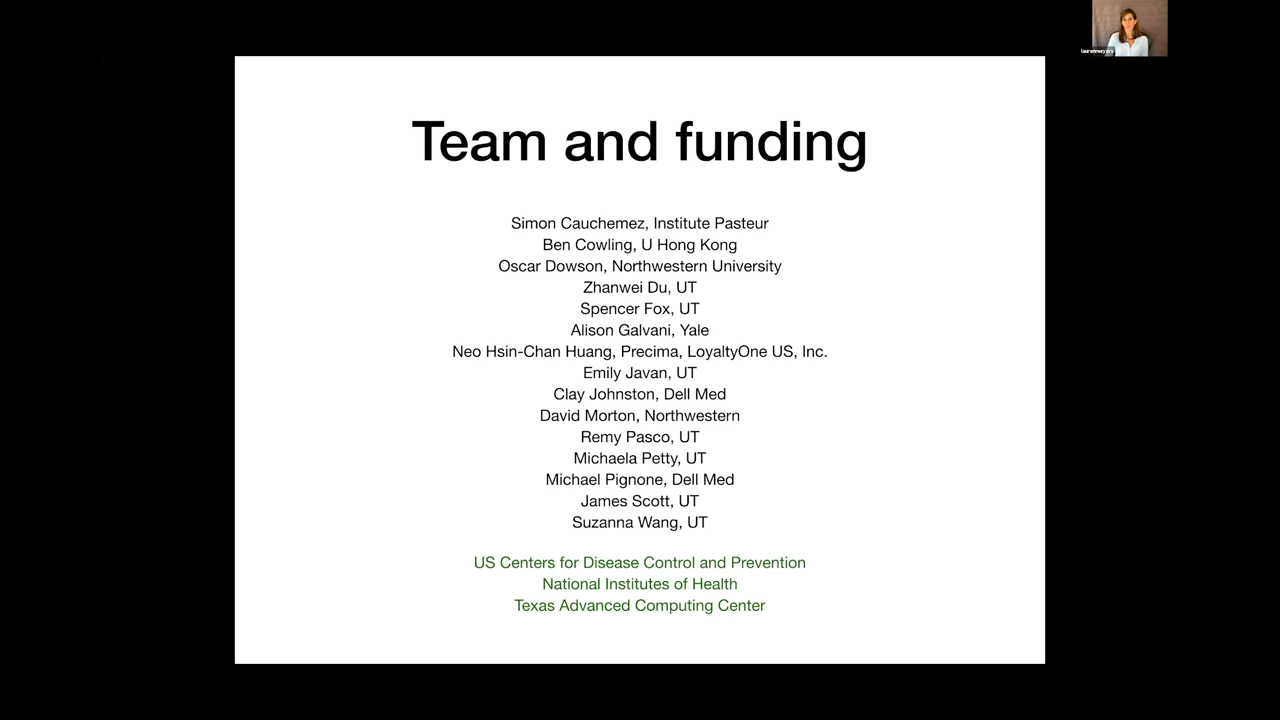 laurenmeyers
Team and funding
Simon Cauchemez, Institute Pasteur
Ben Cowling, U Hong Kong
Oscar Dowson, Northwestern University
Zhanwei Du, UT
Spencer Fox, UT
Alison Galvani, Yale
Neo Hsin-Chan Huang, Precima, LoyaltyOne US, Inc.
Emily Javan, UT
Clay Johnston, Dell Med
David Morton, Northwestern
Remy Pasco, UT
Michaela Petty, UT
Michael Pignone, Dell Med
James Scott, UT
Suzanna Wang, UT
US Centers for Disease Control and Prevention
National Institutes of Health
Texas Advanced Computing Center